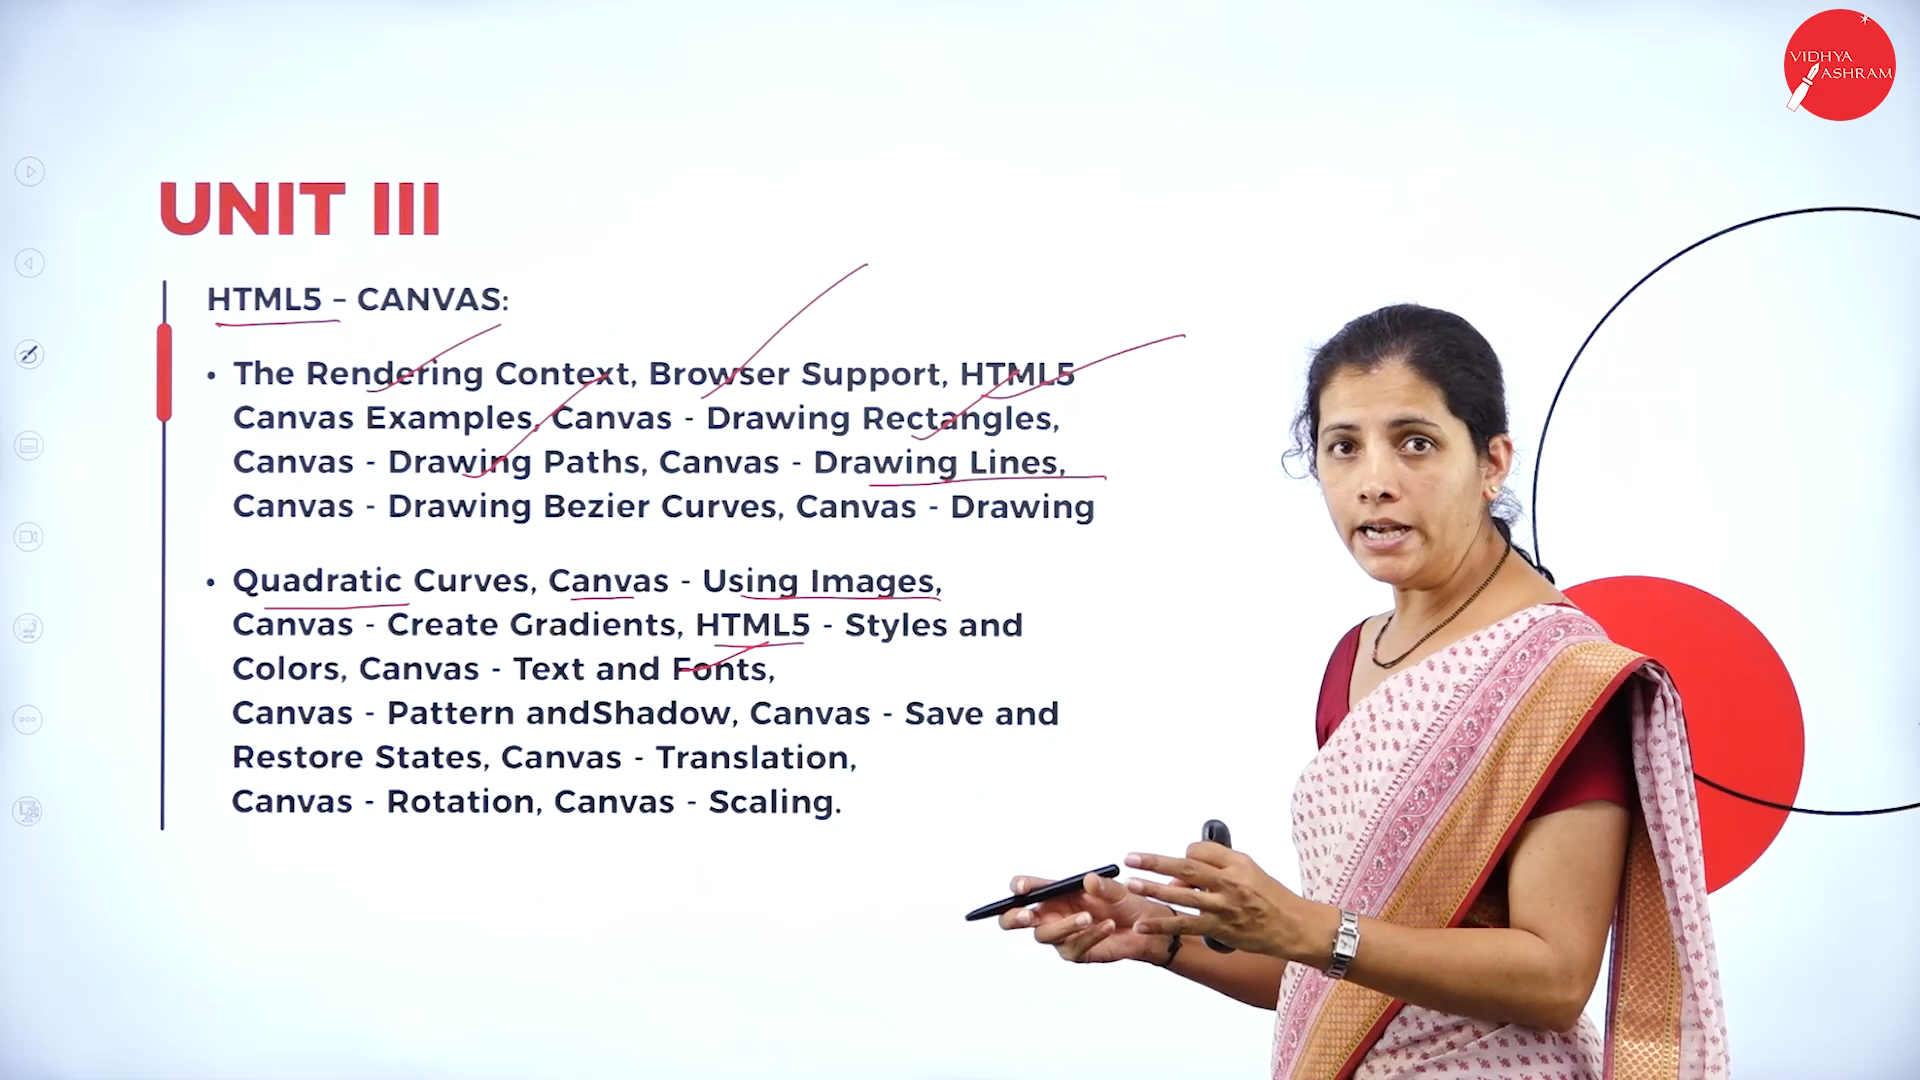 VIDHYA
ASHRAM
UNIT III
HTML5 – CANVAS:
• The Rendering Context, Browser Support, HTML5
Canvas Examples, Canvas - Drawing Rectangles,
Canvas - Drawing Paths, Canvas - Drawing Lines,
Canvas - Drawing Bezier Curves, Canvas - Drawing
• Quadratic Curves, Canvas - Using Images,
Canvas - Create Gradients, HTML5 - Styles and
Colors, Canvas - Text and Fonts,
Canvas - Pattern andShadow, Canvas - Save and
Restore States, Canvas - Translation,
Canvas - Rotation, Canvas - Scaling.